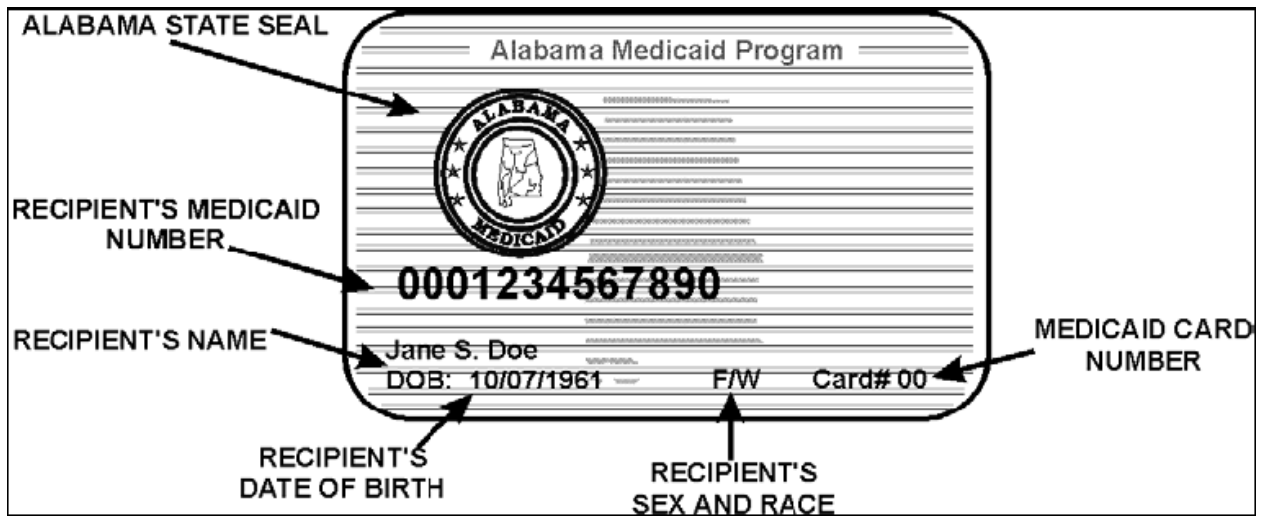 ALABAMA STATE SEAL
Alabama Medicaid Program
ALABAMA
MEDICAID
RECIPIENT'S MEDICAID
NUMBER
0001234567890
RECIPIENT'S NAME
Jane S. Doe
MEDICAID CARD
NUMBER
DOB: 10/07/1961 F/W Card# 00
RECIPIENT'S
DATE OF BIRTH
RECIPIENT'S
SEX AND RACE